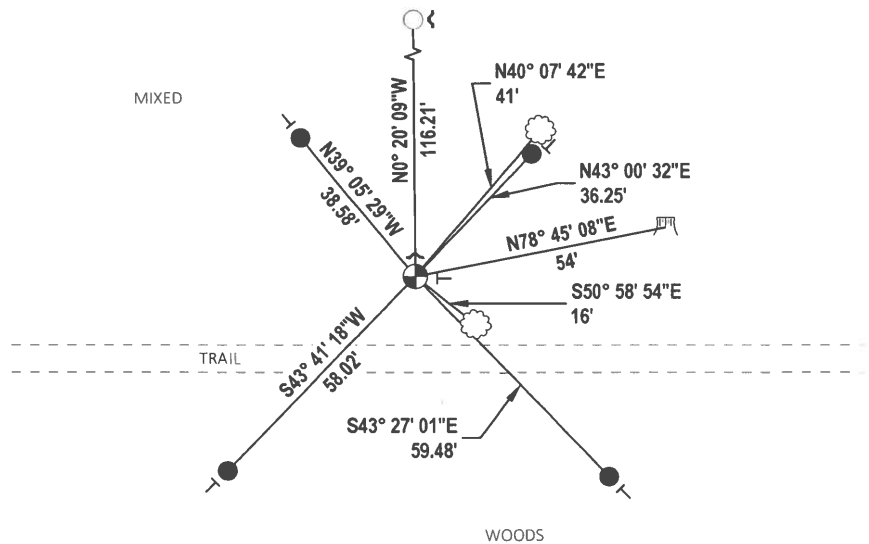 N40° 07' 42"E
41'
MIXED
N0° 20' 09"W
116.21'
N39° 05' 29"W
38.58'
N43° 00' 32"E
36.25'
N78° 45' 08"E
54'
S50° 58' 54"E
16'
S43° 41' 18"W
58.02'
TRAIL
S43° 27' 01"E
59.48'
WOODS